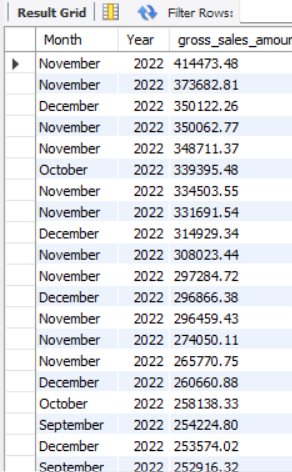 Result Grid Filter Rows:
Month Year gross_sales_amour
November 2022 414473.48
November 2022 373682.81
December 2022 350122.26
November 2022 350062.77
November 2022 348711.37
October 2022 339395.48
November 2022 334503.55
November 2022 331691.54
December 2022 314929.34
November 2022 308023.44
November 2022 297284.72
December 2022 296866.38
November 2022 296459.43
November 2022 274050.11
November 2022 265770.75
December 2022 260660.88
October 2022 258138.33
September 2022 254224.80
December 2022 253574.02
September 2022 252916.32